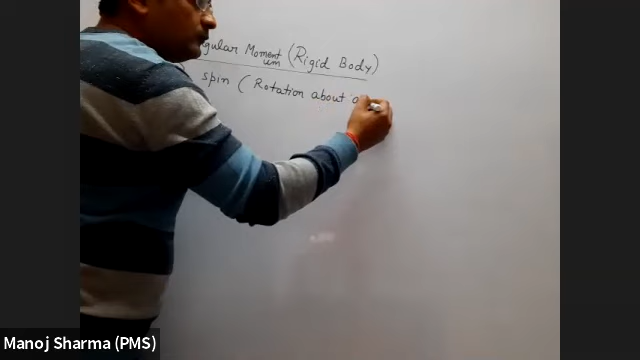 gular Momentum (Rigid Body)
spin (Rotation about a
Manoj Sharma (PMS)